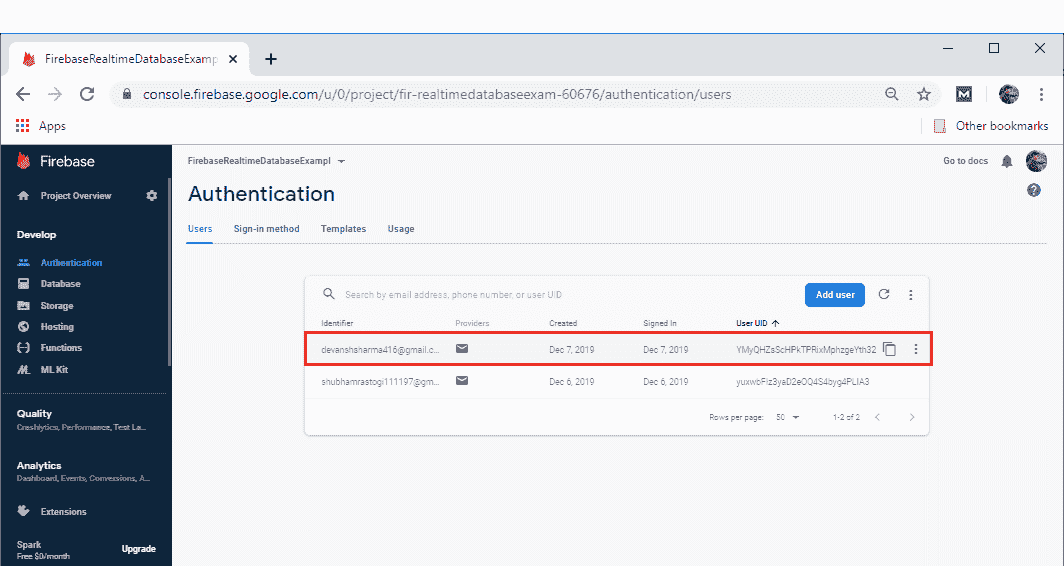 FirebaseRealtimeDatabaseExamp
console.firebase.google.com/u/0/project/fir-realtimedatabaseexam-60676/authentication/users
Apps
Other bookmarks
Firebase
FirebaseRealtimeDatabaseExampl
Go to docs
Project Overview
Authentication
Users Sign-in method Templates Usage
Develop
Authentication
Database
Storage
Hosting
Functions
ML Kit
Quality
Crashlytics, Performance, Test La...
Analytics
Dashboard, Events, Conversions, A...
Extensions
Spark
Free $0/month
Upgrade
Search by email address, phone number, or user UID
Add user
Identifier Providers Created Signed In User UID
devanshsharma416@gmail.c... Dec 7, 2019 Dec 7, 2019 YMyQHZsScHPkTPRixMphzgeYth32
shubhamrastogi111197@gm... Dec 6, 2019 Dec 6, 2019 yuxwbFiz3yaD2eOQ4S4byg4PLIA3
Rows per page: 50 1-2 of 2